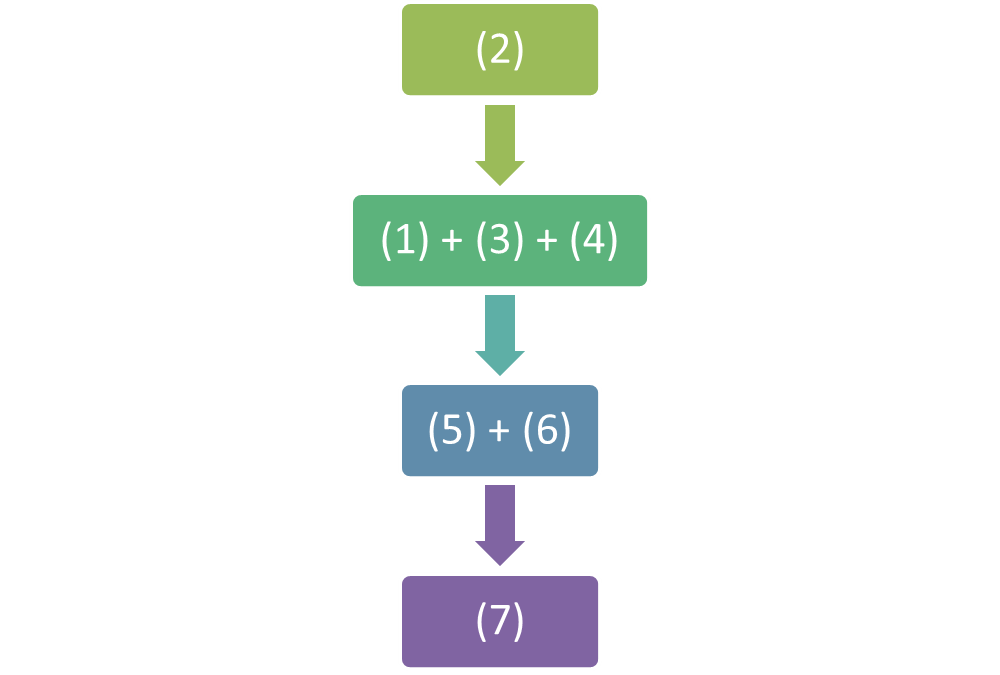 (2)
(1) + (3) + (4)
(5) + (6)
(7)